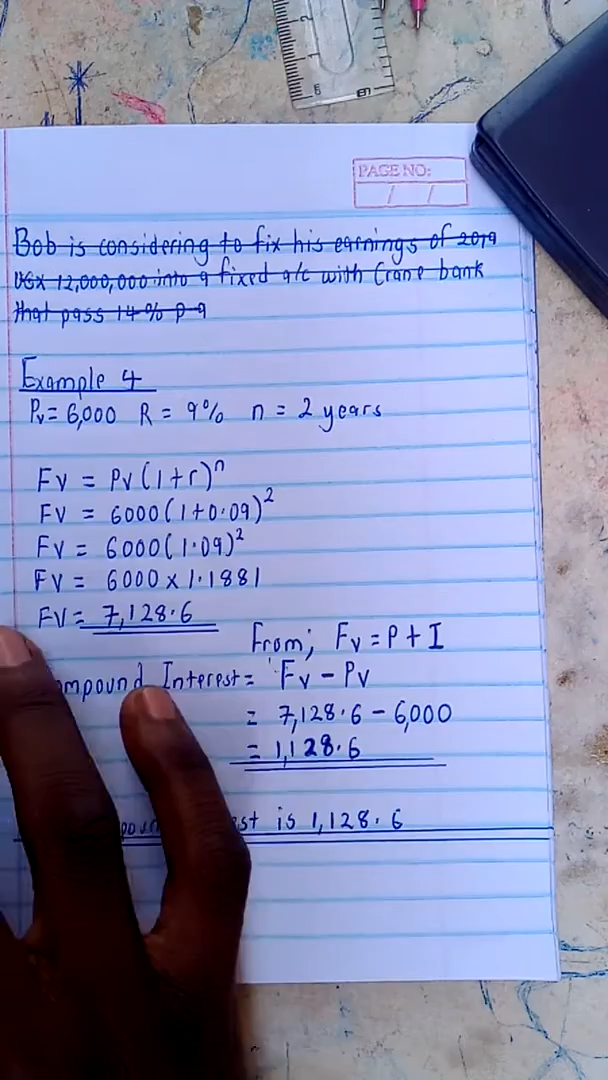 PAGE NO:
/ /
Bob is considering to fix his earnings of 2019
UGX 12,000,000 into a fixed a/c with Crane bank
that pass 14% p-a
Example 4
Pv = 6,000 R = 9% n = 2 years
Fv = Pv(1+r)^n
Fv = 6000(1+0.09)^2
Fv = 6000(1.09)^2
Fv = 6000 x 1.1881
Fv = 7,128.6
From; Fv = P + I
mpound Interest = Fv - Pv
= 7,128.6 - 6,000
= 1,128.6
st is 1,128.6